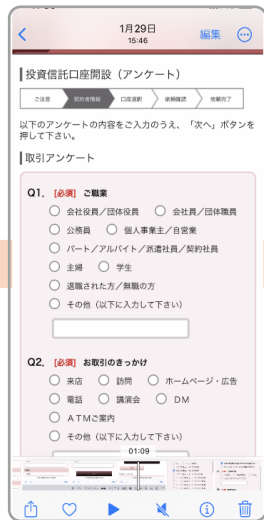 1月29日
15:46
編集
投資信託口座開設（アンケート）
ご注意 契約者情報 口座選択 依頼確認 依頼完了
以下のアンケートの内容をご入力のうえ、「次へ」ボタンを
押して下さい。
取引アンケート
Q1. [必須] ご職業
会社役員／団体役員 会社員／団体職員
公務員 個人事業主／自営業
パート／アルバイト／派遣社員／契約社員
主婦 学生
退職された方／無職の方
その他（以下に入力して下さい）
Q2. [必須] お取引のきっかけ
来店 訪問 ホームページ・広告
電話 講演会 DM
ATMご案内
その他（以下に入力して下さい）
01:09